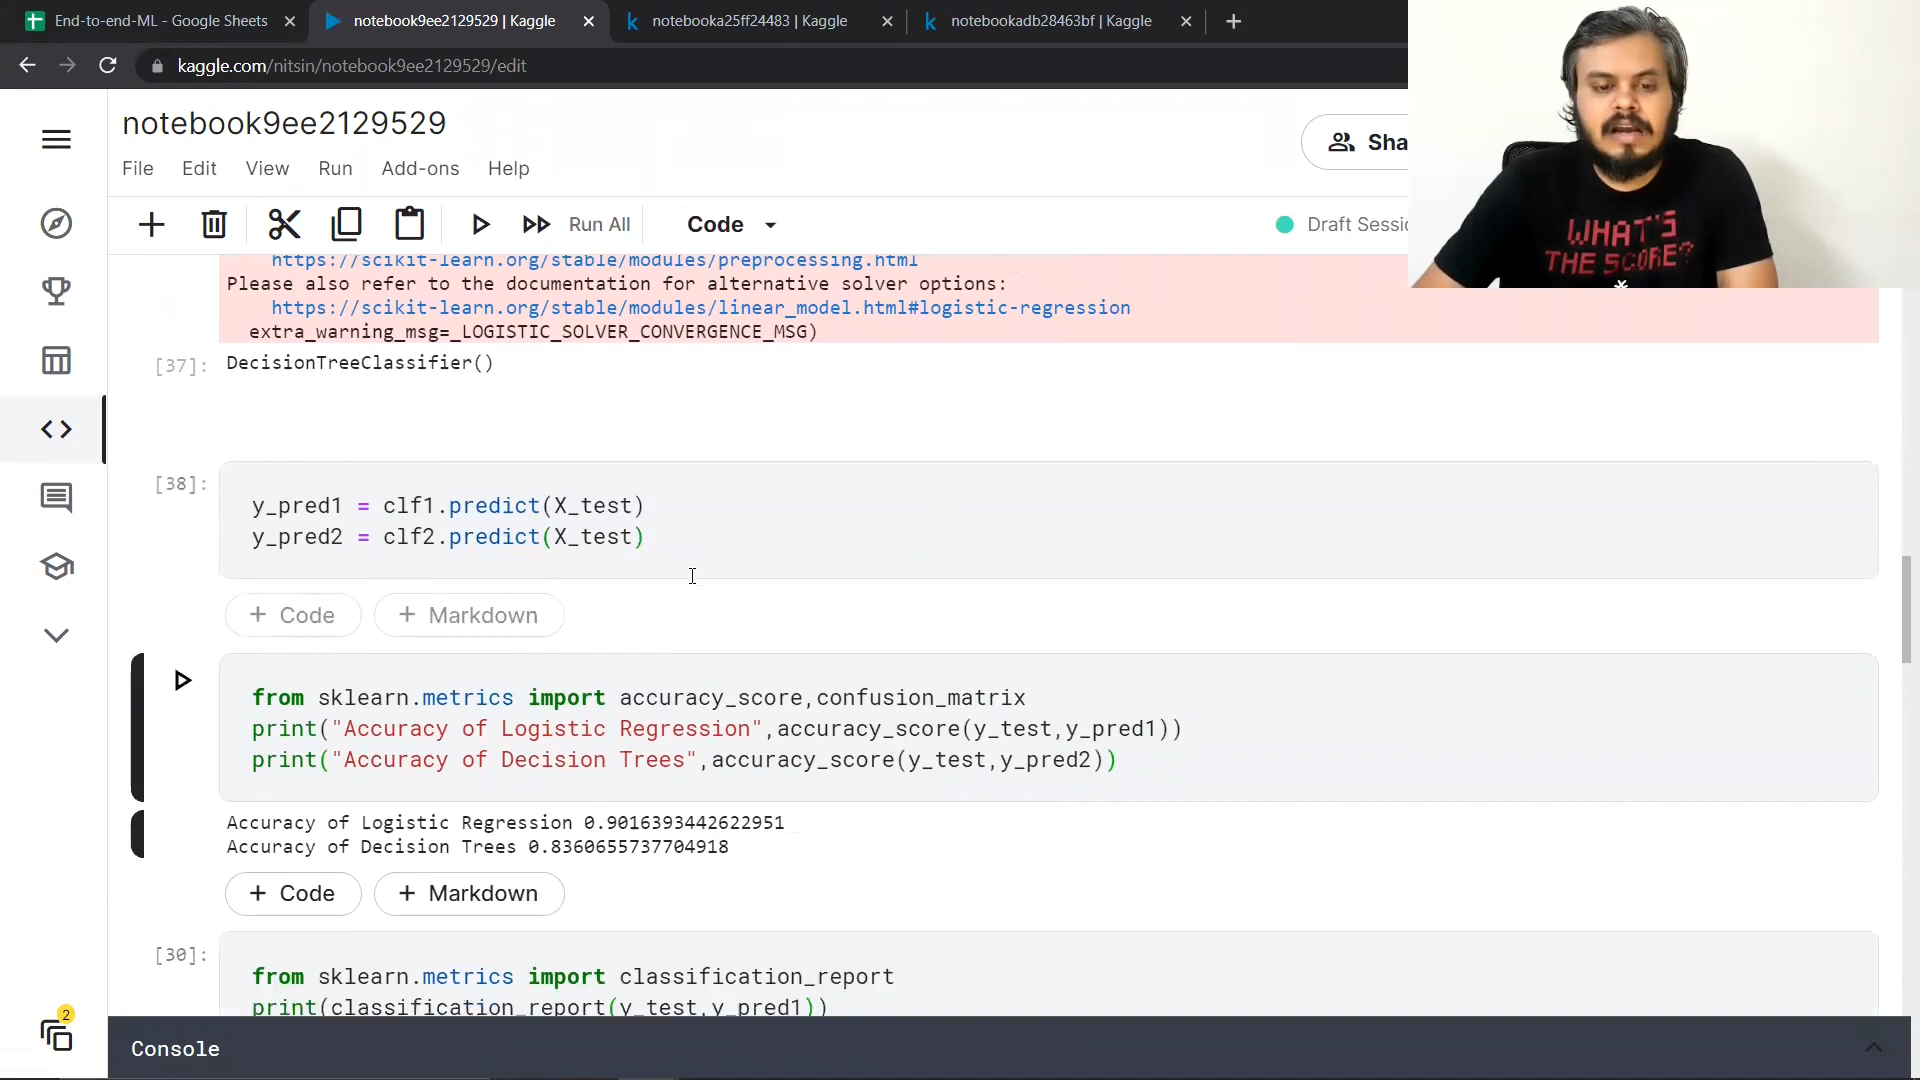 End-to-end-ML - Google Sheets
notebook9ee2129529 | Kaggle
notebooka25ff24483 | Kaggle
notebookadb28463bf | Kaggle
kaggle.com/nitsin/notebook9ee2129529/edit
notebook9ee2129529
Sha
File Edit View Run Add-ons Help
Run All
Code
Draft Sessi
WHAT'S
THE SCORE?
https://scikit-learn.org/stable/modules/preprocessing.html
Please also refer to the documentation for alternative solver options:
https://scikit-learn.org/stable/modules/linear_model.html#logistic-regression
extra_warning_msg=_LOGISTIC_SOLVER_CONVERGENCE_MSG)
[37]: DecisionTreeClassifier()
[38]:
y_pred1 = clf1.predict(X_test)
y_pred2 = clf2.predict(X_test)
+ Code + Markdown
from sklearn.metrics import accuracy_score,confusion_matrix
print("Accuracy of Logistic Regression",accuracy_score(y_test,y_pred1))
print("Accuracy of Decision Trees",accuracy_score(y_test,y_pred2))
Accuracy of Logistic Regression 0.9016393442622951
Accuracy of Decision Trees 0.8360655737704918
+ Code + Markdown
[30]:
from sklearn.metrics import classification_report
print(classification_report(y_test,y_pred1))
2
Console